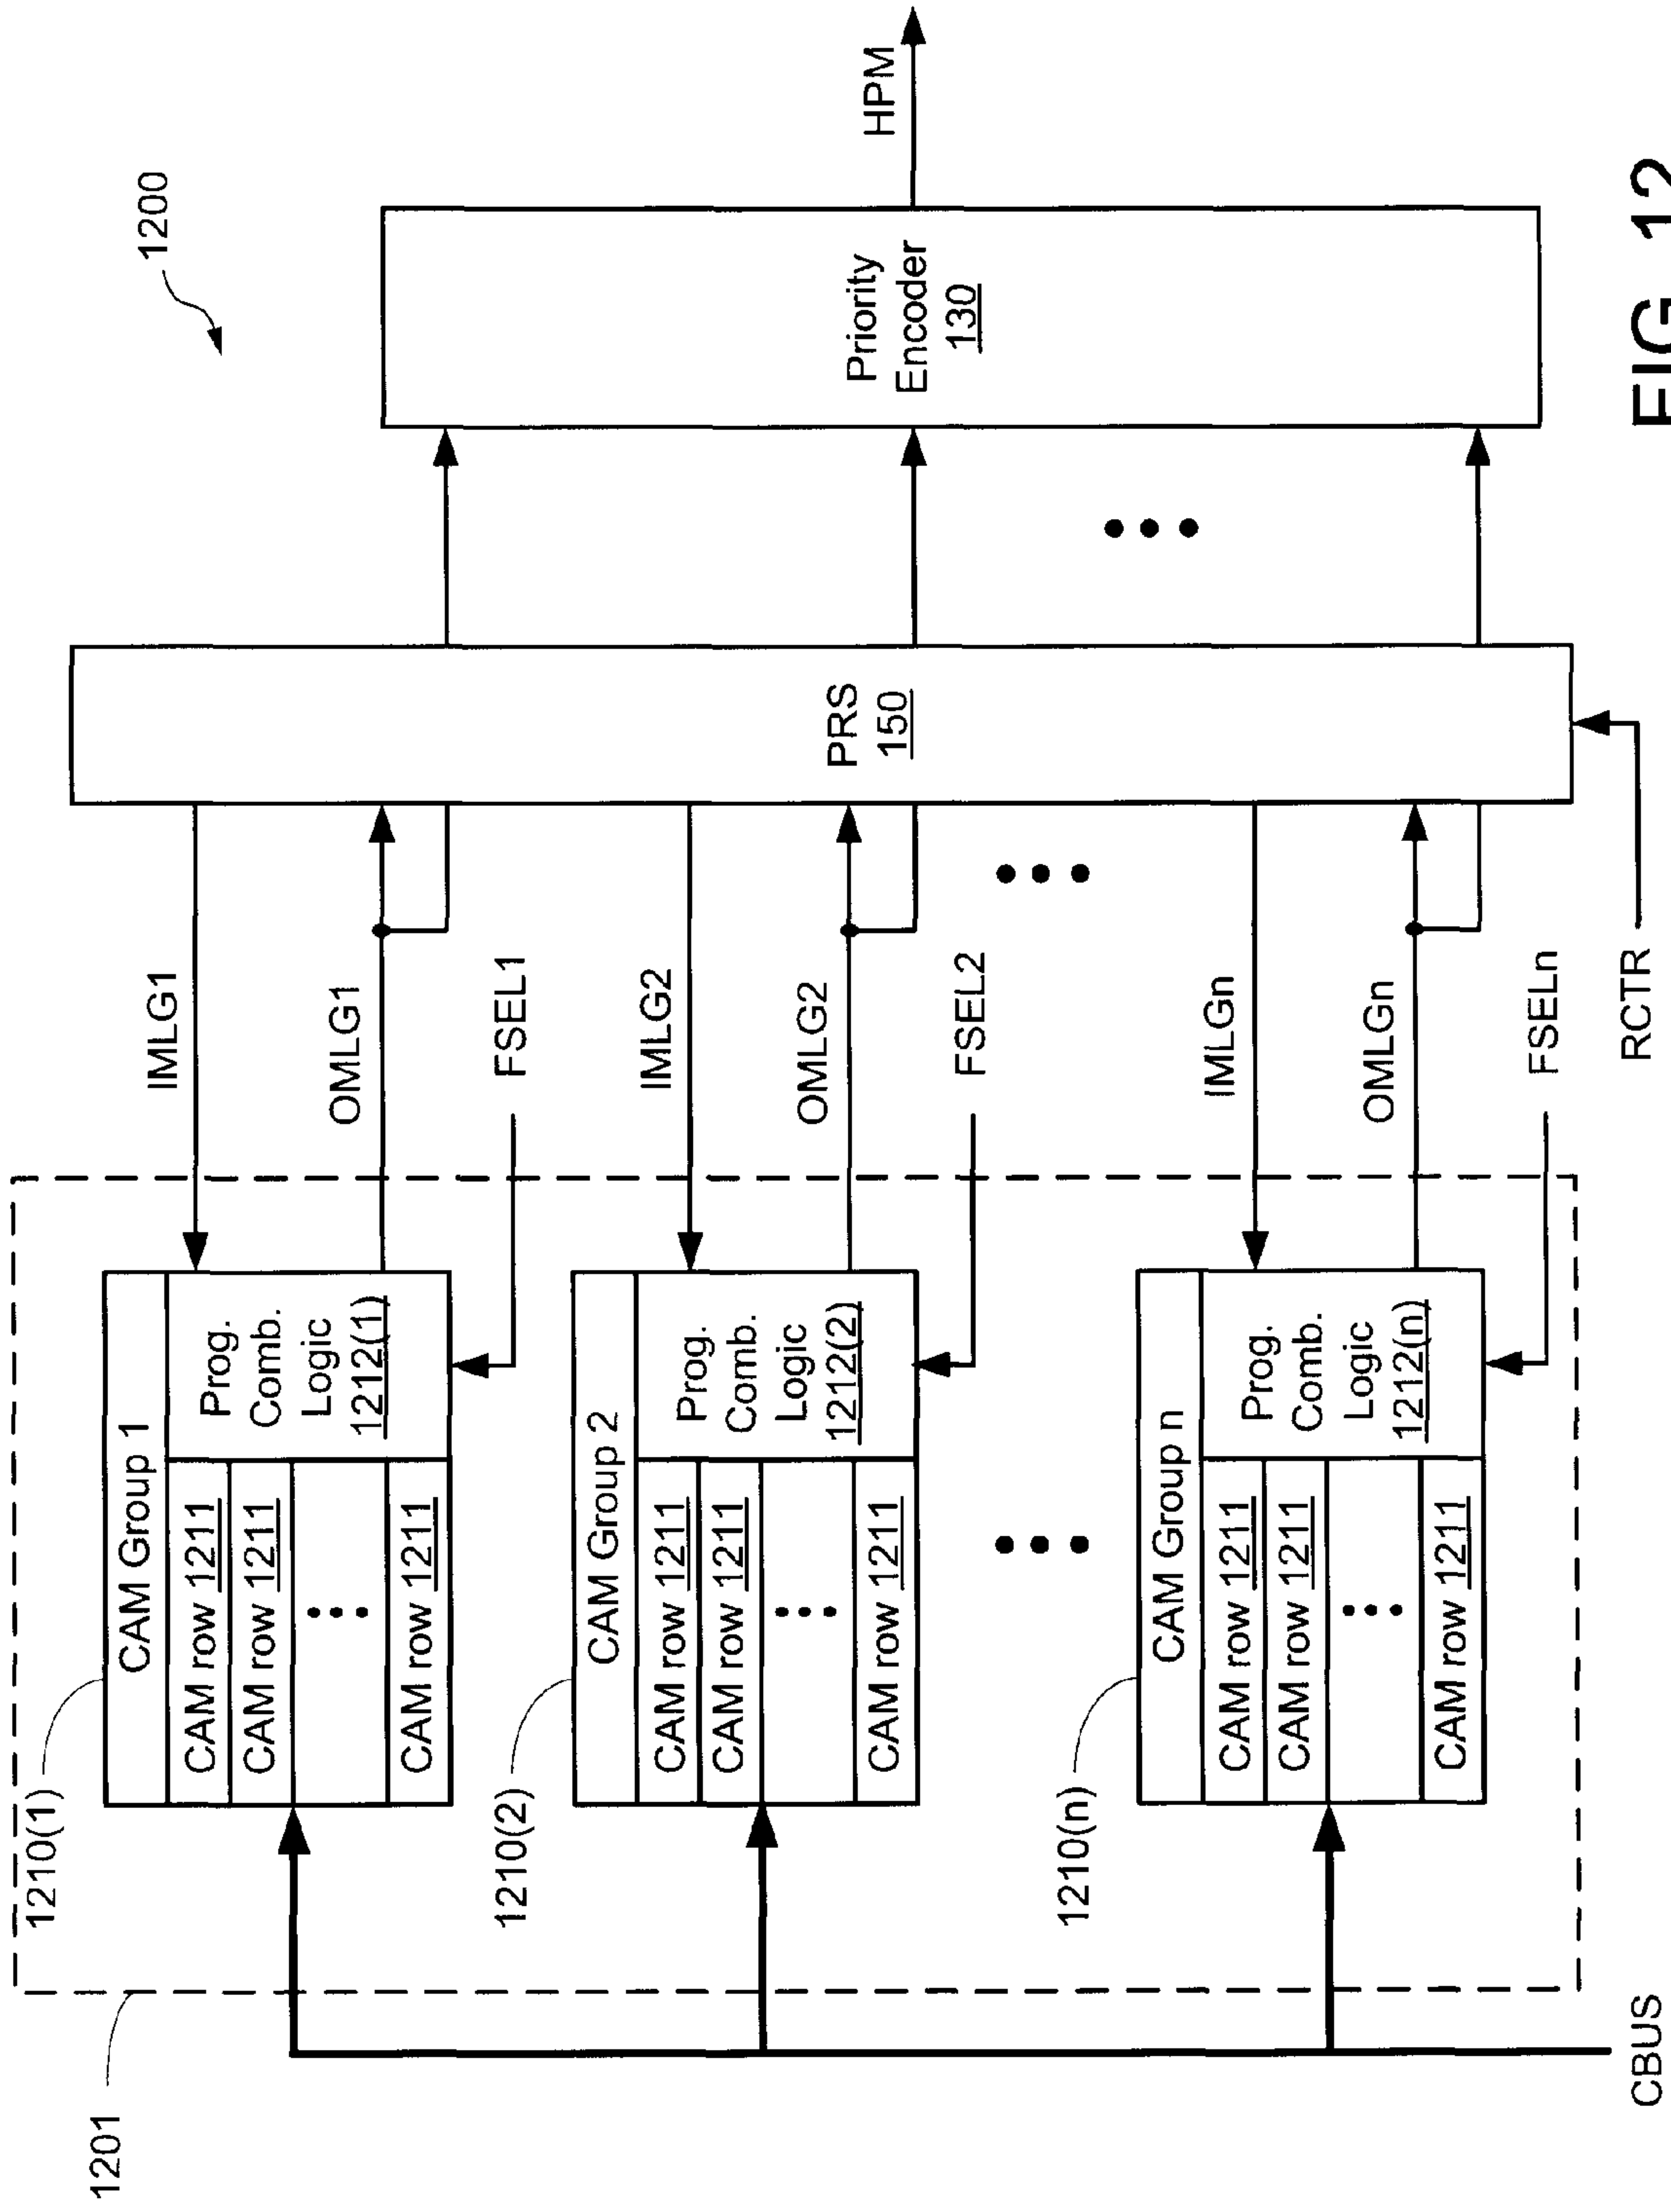 1200
1201
1210(1)
CAM Group 1
CAM row 1211
CAM row 1211
CAM row 1211
Prog.
Comb.
Logic
1212(1)
IMLG1
OMLG1
FSEL1
1210(2)
CAM Group 2
CAM row 1211
CAM row 1211
CAM row 1211
Prog.
Comb.
Logic
1212(2)
IMLG2
OMLG2
FSEL2
1210(n)
CAM Group n
CAM row 1211
CAM row 1211
CAM row 1211
Prog.
Comb.
Logic
1212(n)
IMLGn
OMLGn
FSELn
PRS
150
Priority
Encoder
130
HPM
CBUS
RCTR
FIG. 12